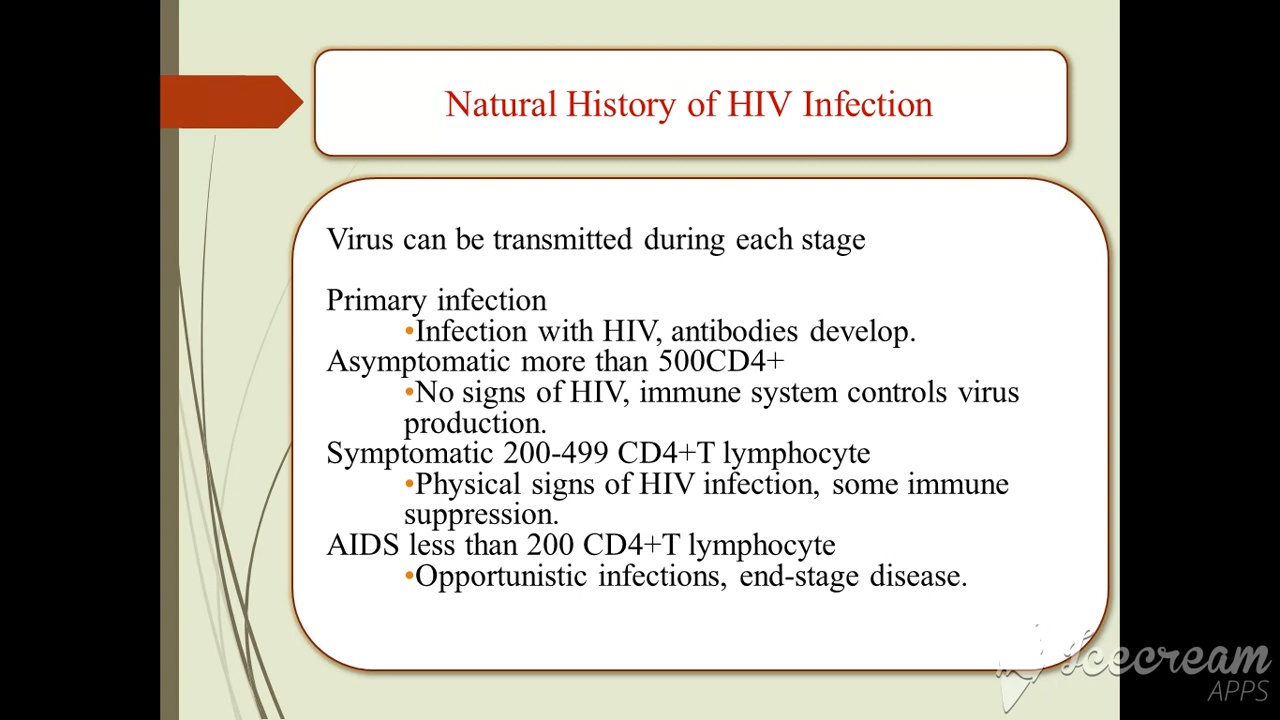 Natural History of HIV Infection
Virus can be transmitted during each stage
Primary infection
•Infection with HIV, antibodies develop.
Asymptomatic more than 500CD4+
•No signs of HIV, immune system controls virus
production.
Symptomatic 200-499 CD4+T lymphocyte
•Physical signs of HIV infection, some immune
suppression.
AIDS less than 200 CD4+T lymphocyte
•Opportunistic infections, end-stage disease.
Icecream
APPS